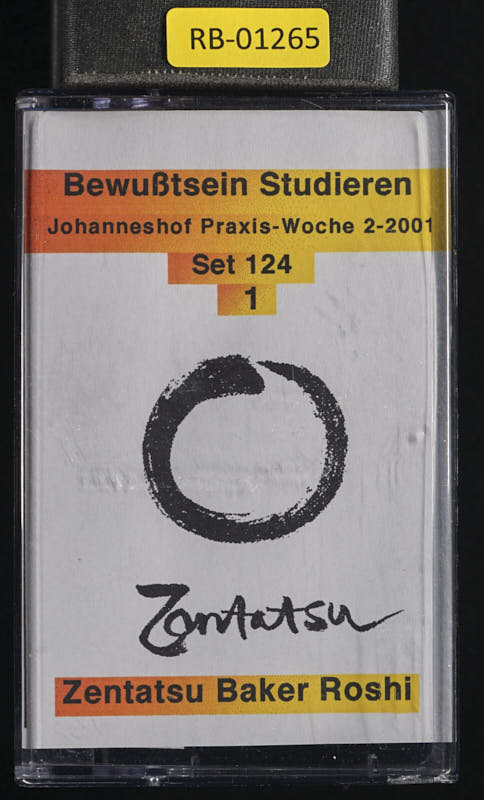 RB-01265
Bewußtsein Studieren
Johanneshof Praxis-Woche 2-2001
Set 124
1
Zentatsu
Zentatsu Baker Roshi